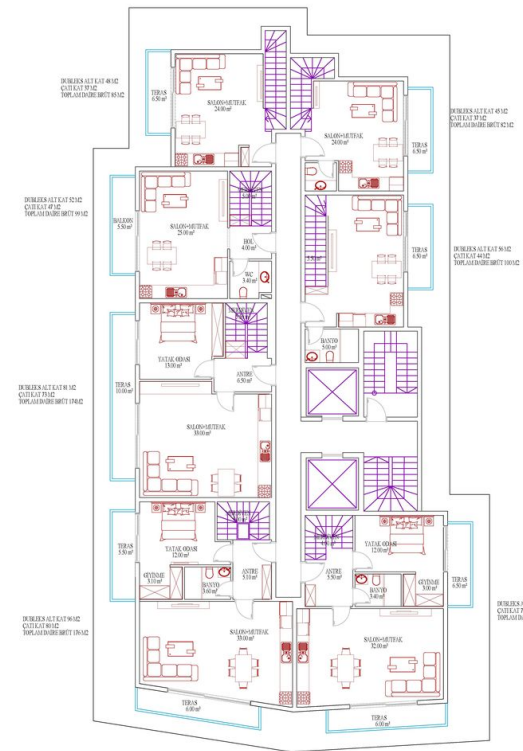 DUBLEKS ALT KAT 48 M2
ÇATI KAT 37 M2
TOPLAM DAİRE BRÜT 85 M2
TERAS
6.50 m²
SALON+MUTFAK
24.00 m²
SALON+MUTFAK
24.00 m²
TERAS
6.50 m²
DUBLEKS ALT KAT 45 M2
ÇATI KAT 37 M2
TOPLAM DAİRE BRÜT 82 M2
DUBLEKS ALT KAT 52 M2
ÇATI KAT 47 M2
TOPLAM DAİRE BRÜT 99 M2
BALKON
5.50 m²
SALON+MUTFAK
25.00 m²
HOL
4.00 m²
WC
3.40 m²
SALON+MUTFAK
TERAS
6.50 m²
DUBLEKS ALT KAT 56 M2
ÇATI KAT 44 M2
TOPLAM DAİRE BRÜT 100 M2
BANYO
5.00 m²
YATAK ODASI
13.00 m²
ANTRE
6.50 m²
DUBLEKS ALT KAT 81 M2
TERAS
10.00 m²
SALON+MUTFAK
33.00 m²
TERAS
5.50 m²
YATAK ODASI
12.00 m²
GİYİNME
3.10 m²
BANYO
3.60 m²
ANTRE
5.10 m²
ANTRE
5.50 m²
YATAK ODASI
12.00 m²
BANYO
3.40 m²
GİYİNME
3.00 m²
TERAS
6.50 m²
DUBLEKS ALT KAT 96 M2
ÇATI KAT 80 M2
TOPLAM DAİRE BRÜT 176 M2
SALON+MUTFAK
33.00 m²
SALON+MUTFAK
32.00 m²
DUBLEKS A
ÇATI KAT 7
TOPLAM DA
TERAS
6.00 m²
TERAS
6.00 m²